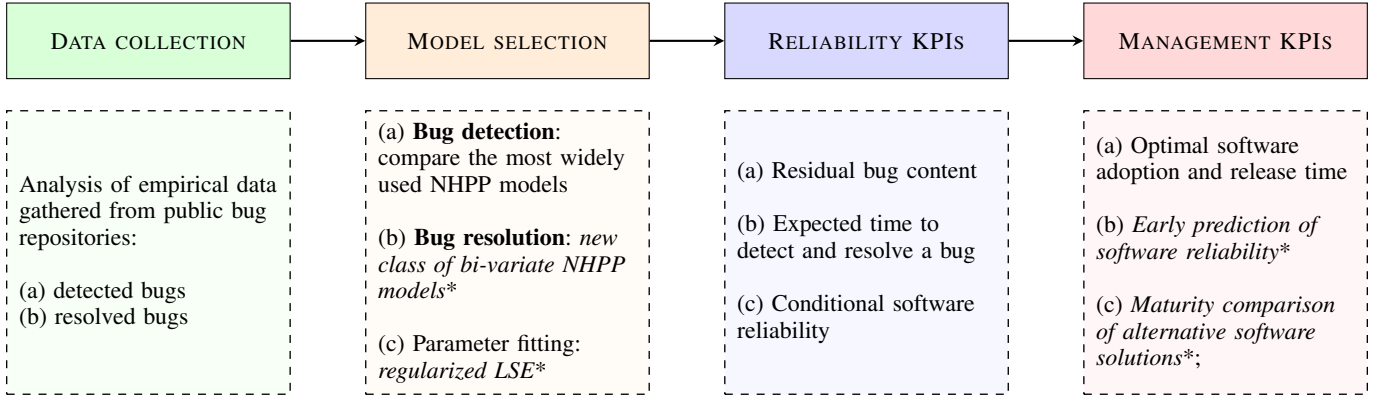 DATA COLLECTION
MODEL SELECTION
RELIABILITY KPIS
MANAGEMENT KPIS
Analysis of empirical data
gathered from public bug
repositories:
(a) detected bugs
(b) resolved bugs
(a) Bug detection:
compare the most widely
used NHPP models
(b) Bug resolution: new
class of bi-variate NHPP
models*
(c) Parameter fitting:
regularized LSE*
(a) Residual bug content
(b) Expected time to
detect and resolve a bug
(c) Conditional software
reliability
(a) Optimal software
adoption and release time
(b) Early prediction of
software reliability*
(c) Maturity comparison
of alternative software
solutions*;